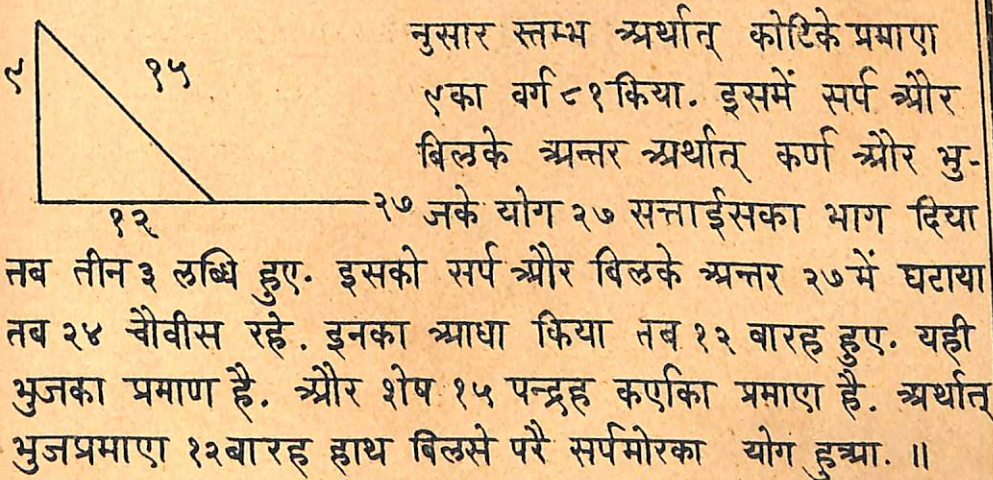 नुसार स्तम्भ अर्थात् कोटिके प्रमाण
९
१५
९का वर्ग ८१ किया. इसमें सर्प और
बिलके अन्तर अर्थात् कर्ण और भु-
१२
२७
जके योग २७ सत्ताईसका भाग दिया
तब तीन ३ लब्धि हुए. इसको सर्प और बिलके अन्तर २७में घटाया
तब २४ चौवीस रहे. इनका आधा किया तब १२ बारह हुए. यही
भुजका प्रमाण है. और शेष १५ पन्द्रह कर्णका प्रमाण है. अर्थात्
भुजप्रमाण १२बारह हाथ बिलसे परै सर्पमोरका योग हुआ. ॥